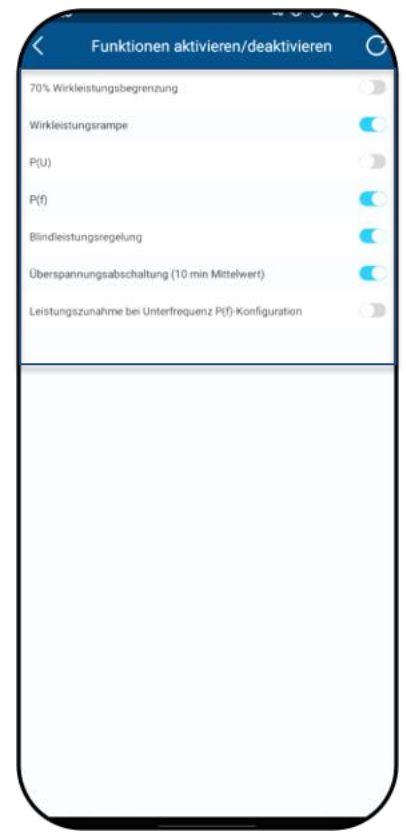 Funktionen aktivieren/deaktivieren
70% Wirkleistungsbegrenzung
Wirkleistungsrampe
P(U)
P(f)
Blindleistungsregelung
Überspannungsabschaltung (10 min Mittelwert)
Leistungszunahme bei Unterfrequenz P(f)-Konfiguration